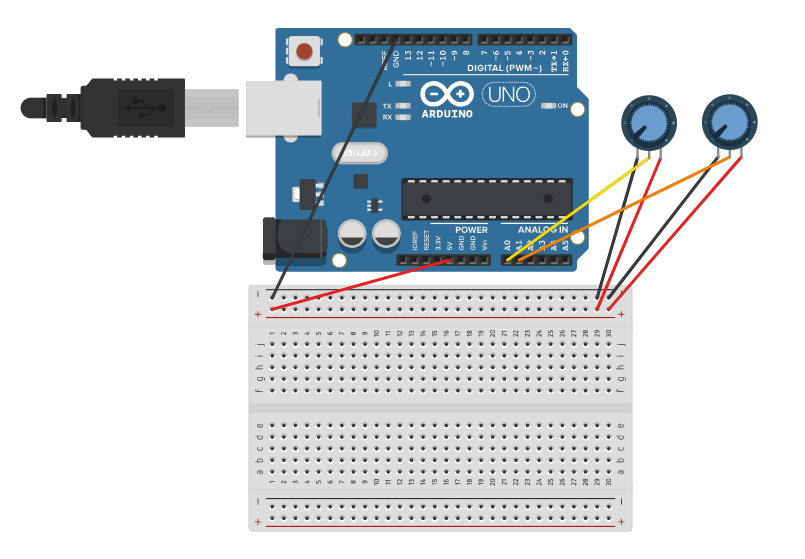 AREF
GND
13
12
~11
~10
~9
8
7
~6
~5
4
~3
2
TX→1
RX←0
DIGITAL (PWM~)
L
TX
RX
ARDUINO
UNO
ON
POWER
ANALOG IN
IOREF
RESET
3.3V
5V
GND
GND
Vin
A0
A1
A2
A3
A4
A5
− −
+ +
1 2 3 4 5 6 7 8 9 10 11 12 13 14 15 16 17 18 19 20 21 22 23 24 25 26 27 28 29 30
j j
i i
h h
g g
f f
e e
d d
c c
b b
a a
1 2 3 4 5 6 7 8 9 10 11 12 13 14 15 16 17 18 19 20 21 22 23 24 25 26 27 28 29 30
− −
+ +